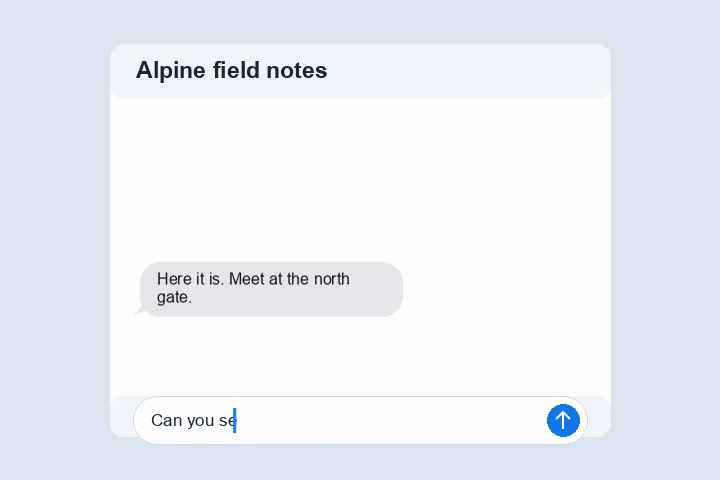 Alpine field notes
Here it is. Meet at the north
gate.
Can you se